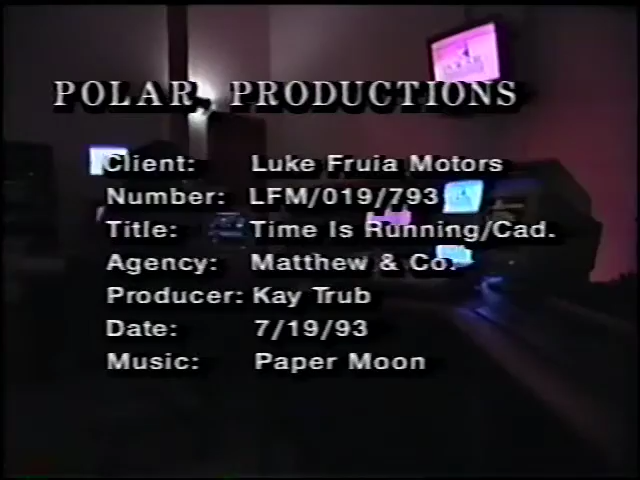 POLAR PRODUCTIONS
Client: Luke Fruia Motors
Number: LFM/019/793
Title: Time Is Running/Cad.
Agency: Matthew & Co.
Producer: Kay Trub
Date: 7/19/93
Music: Paper Moon